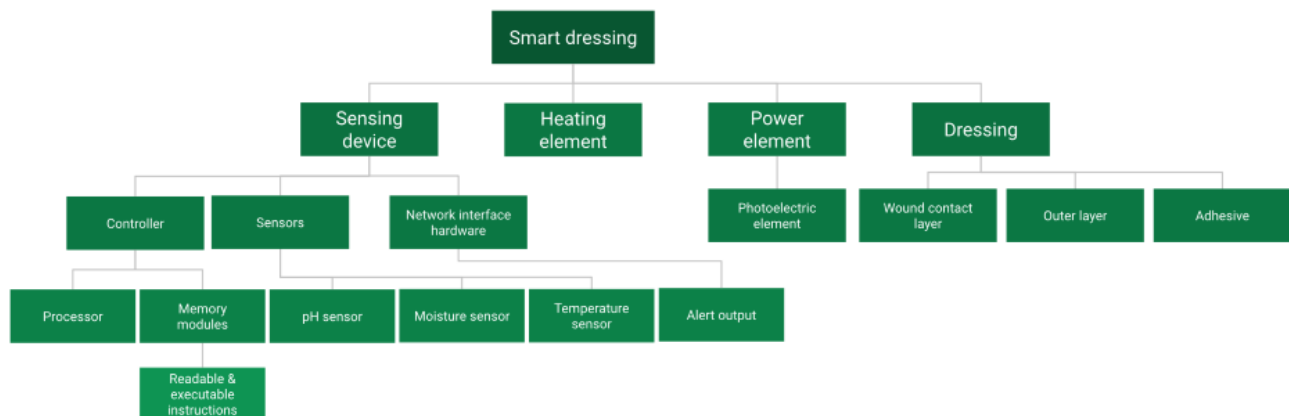 Smart dressing
Sensing
device
Heating
element
Power
element
Dressing
Controller
Sensors
Network interface
hardware
Photoelectric
element
Wound contact
layer
Outer layer
Adhesive
Processor
Memory
modules
pH sensor
Moisture sensor
Temperature
sensor
Alert output
Readable &
executable
instructions